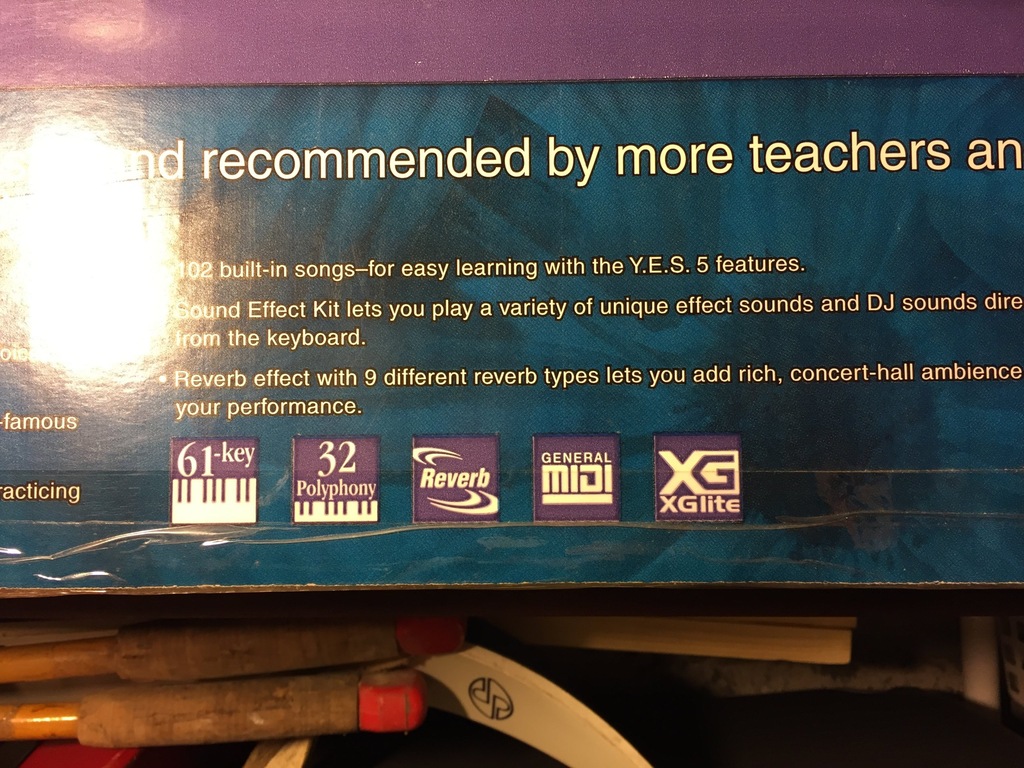 recommended by more teachers an
102 built-in songs–for easy learning with the Y.E.S. 5 features.
Sound Effect Kit lets you play a variety of unique effect sounds and DJ sounds dire
from the keyboard.
• Reverb effect with 9 different reverb types lets you add rich, concert-hall ambience
your performance.
-famous
racticing
61-key
32
Polyphony
Reverb
GENERAL
MIDI
XG
XGlite